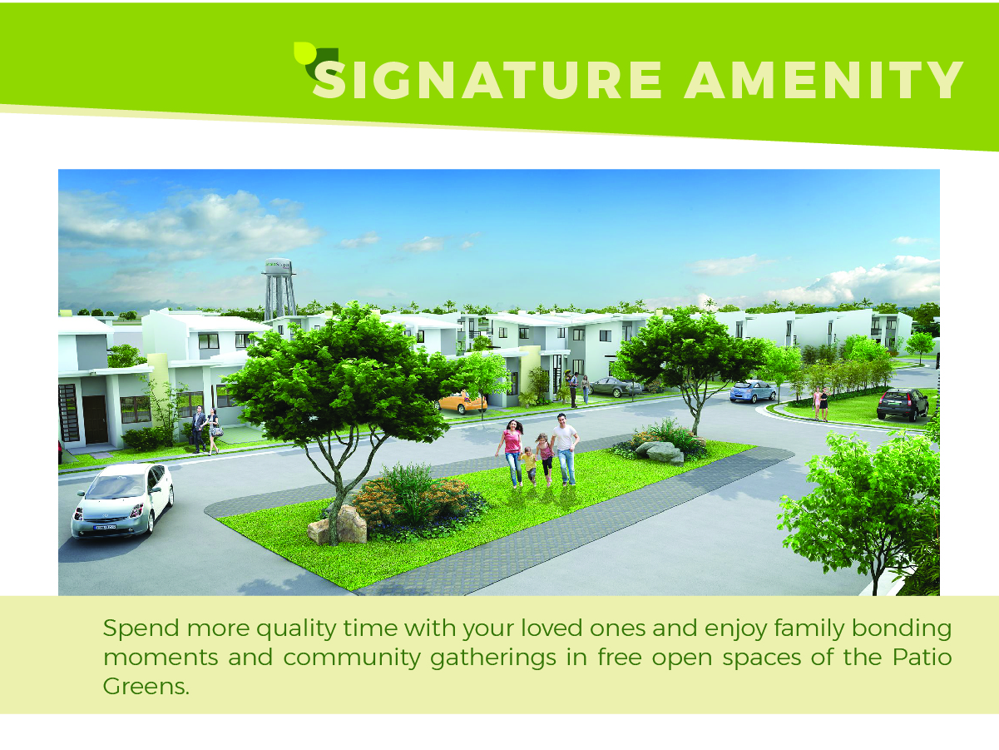 SIGNATURE AMENITY
Spend more quality time with your loved ones and enjoy family bonding
moments and community gatherings in free open spaces of the Patio
Greens.